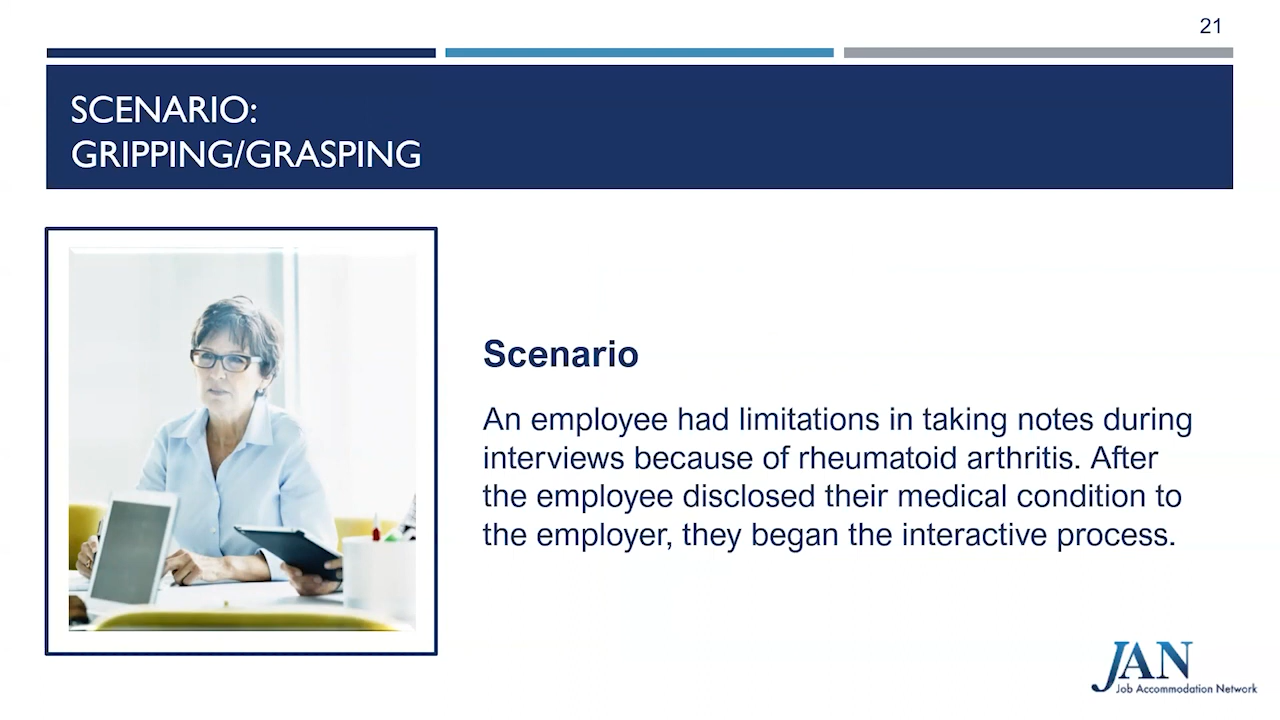 21
SCENARIO:
GRIPPING/GRASPING
Scenario
An employee had limitations in taking notes during
interviews because of rheumatoid arthritis. After
the employee disclosed their medical condition to
the employer, they began the interactive process.
JAN
Job Accommodation Network